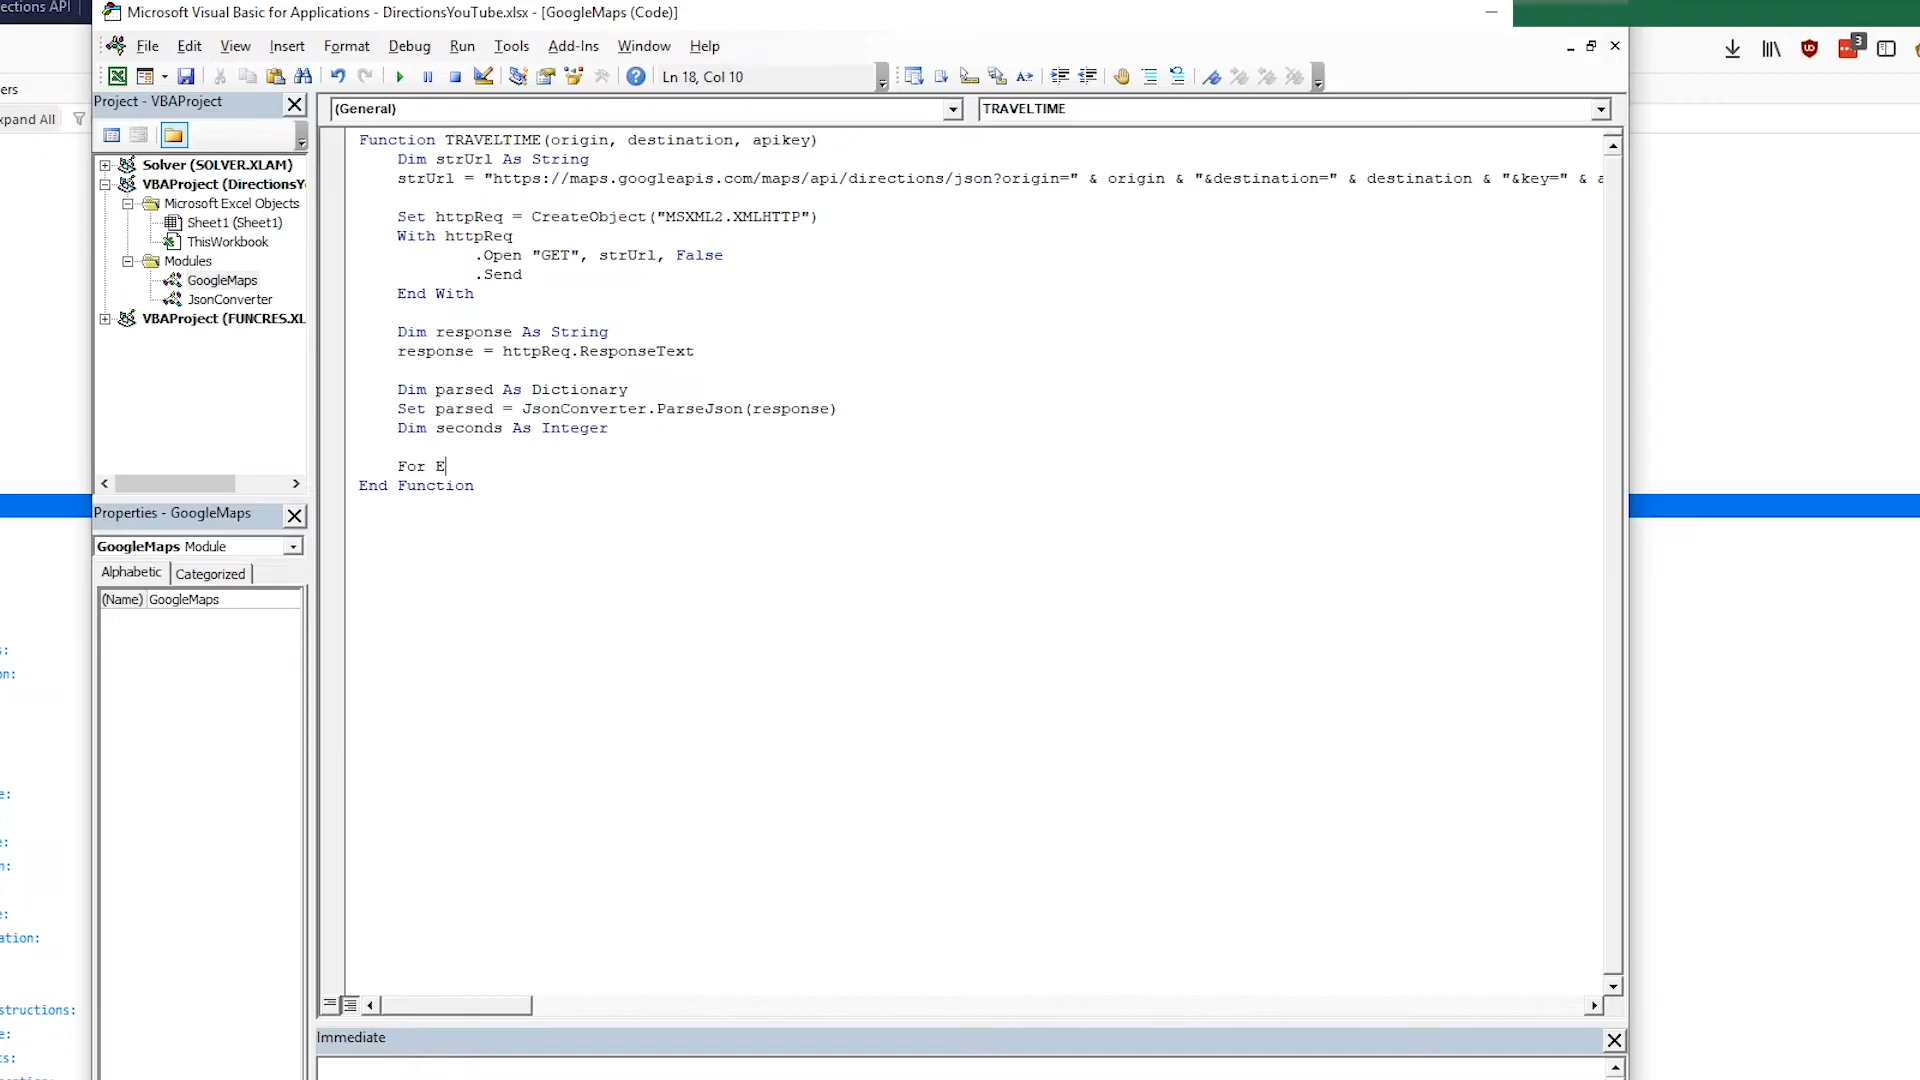 ections API
Microsoft Visual Basic for Applications - DirectionsYouTube.xlsx - [GoogleMaps (Code)]
File Edit View Insert Format Debug Run Tools Add-Ins Window Help
3
Ln 18, Col 10
ers
xpand All
Project - VBAProject
Solver (SOLVER.XLAM)
VBAProject (DirectionsY
Microsoft Excel Objects
Sheet1 (Sheet1)
ThisWorkbook
Modules
GoogleMaps
JsonConverter
VBAProject (FUNCRES.XL
Properties - GoogleMaps
GoogleMaps Module
Alphabetic Categorized
(Name) GoogleMaps
(General) TRAVELTIME
Function TRAVELTIME(origin, destination, apikey)
Dim strUrl As String
strUrl = "https://maps.googleapis.com/maps/api/directions/json?origin=" & origin & "&destination=" & destination & "&key=" & a
Set httpReq = CreateObject("MSXML2.XMLHTTP")
With httpReq
.Open "GET", strUrl, False
.Send
End With
Dim response As String
response = httpReq.ResponseText
Dim parsed As Dictionary
Set parsed = JsonConverter.ParseJson(response)
Dim seconds As Integer
For E
End Function
Immediate
s:
on:
e:
e:
n:
e:
ation:
structions:
e:
ts: